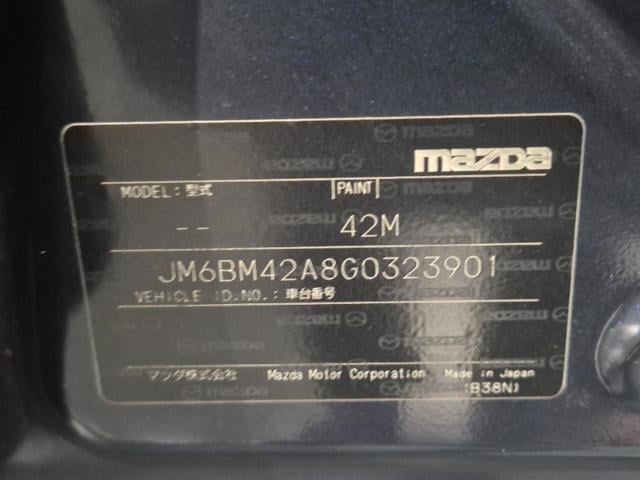 mazda
MODEL : 型式 PAINT
-- 42M
JM6BM42A8G0323901
VEHICLE ID.NO. : 車台番号
マツダ株式会社 Mazda Motor Corporation Made in Japan
(B38N)